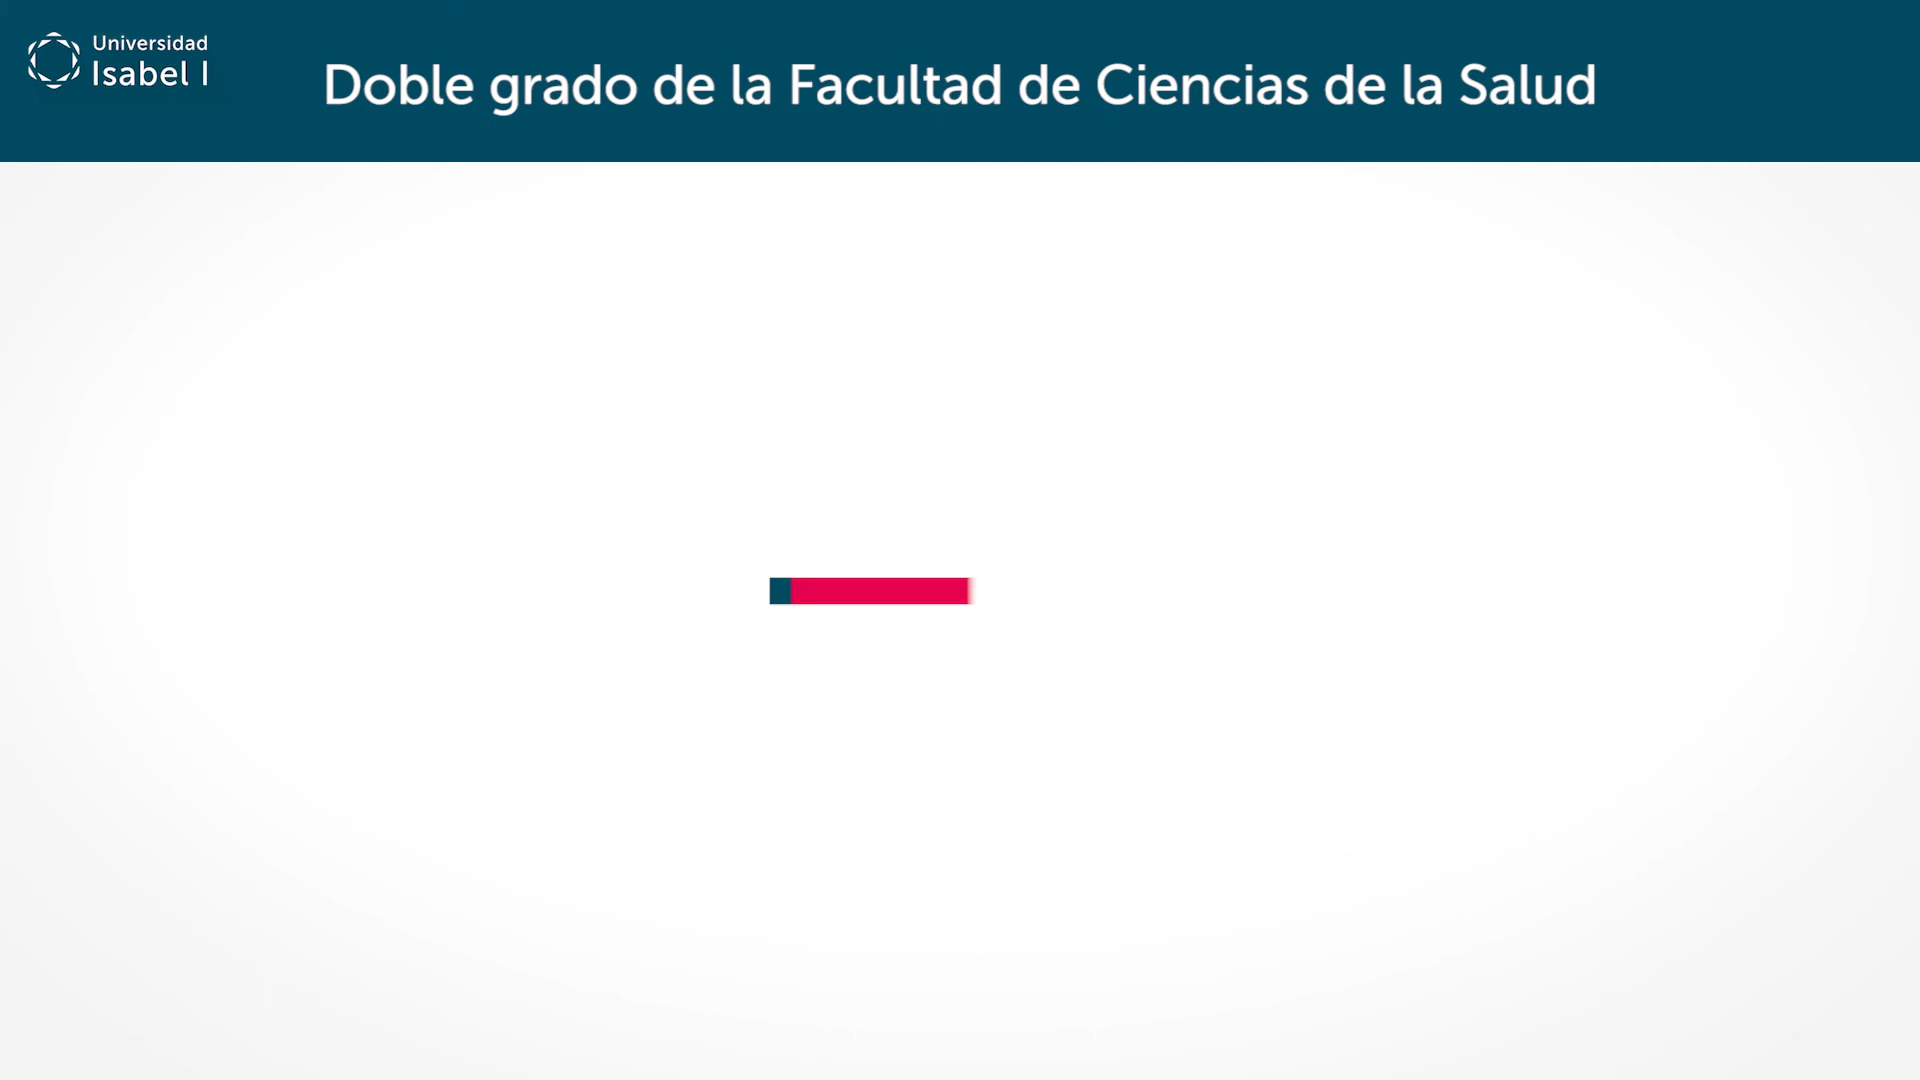 Universidad
Isabel I
Doble grado de la Facultad de Ciencias de la Salud